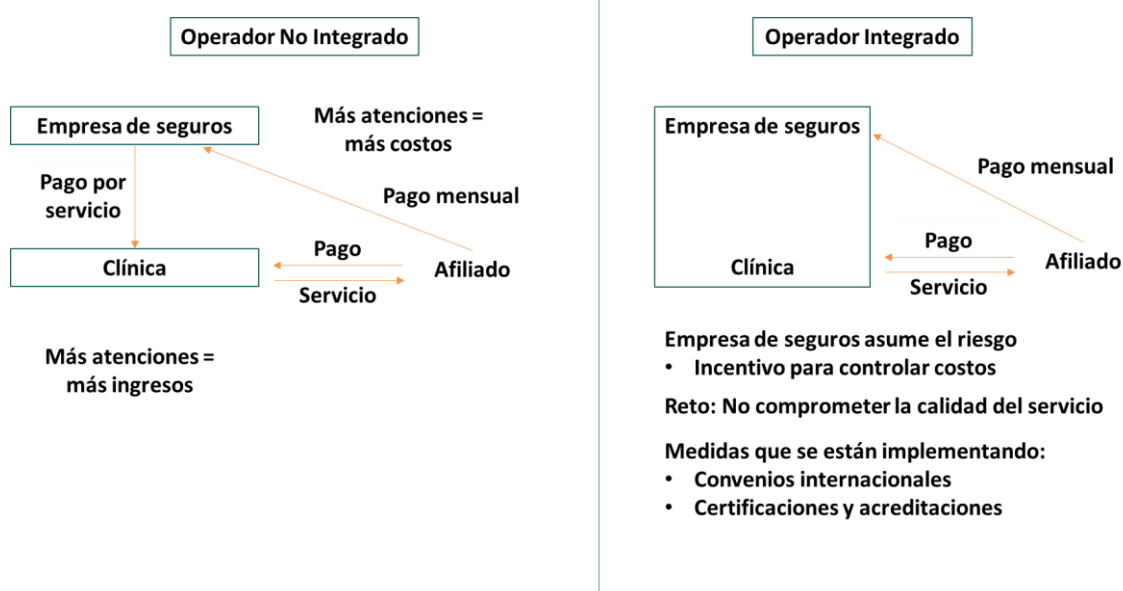 Operador No Integrado
Empresa de seguros
Más atenciones =
más costos
Pago por
servicio
Pago mensual
Clínica
Pago
Servicio
Afiliado
Más atenciones =
más ingresos
Operador Integrado
Empresa de seguros
Pago mensual
Clínica
Pago
Servicio
Afiliado
Empresa de seguros asume el riesgo
• Incentivo para controlar costos
Reto: No comprometer la calidad del servicio
Medidas que se están implementando:
• Convenios internacionales
• Certificaciones y acreditaciones